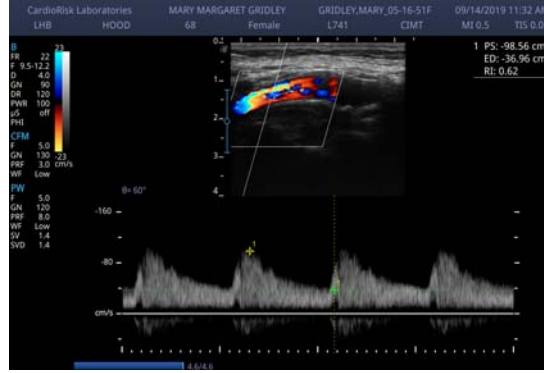 CardioRisk Laboratories MARY MARGARET GRIDLEY GRIDLEY,MARY_05-16-51F 09/14/2019 11:32 AM
LHB HOOD 68 Female L741 CIMT MI 0.5 TIS 0.0
B
FR 22
F 9.5-12.2
D 4.0
GN 90
DR 120
PWR 100
μS off
PHI
CFM
F 5.0
GN 130
PRF 3.0
WF Low
PW
F 5.0
GN 120
PRF 8.0
WF Low
SV 1.4
SVD 1.4
23
-23
cm/s
0
1
2
3
4
1 PS: -98.56 cm
ED: -36.96 cm
RI: 0.62
θ= 60°
-160
-80
cm/s
1
4.6/4.6